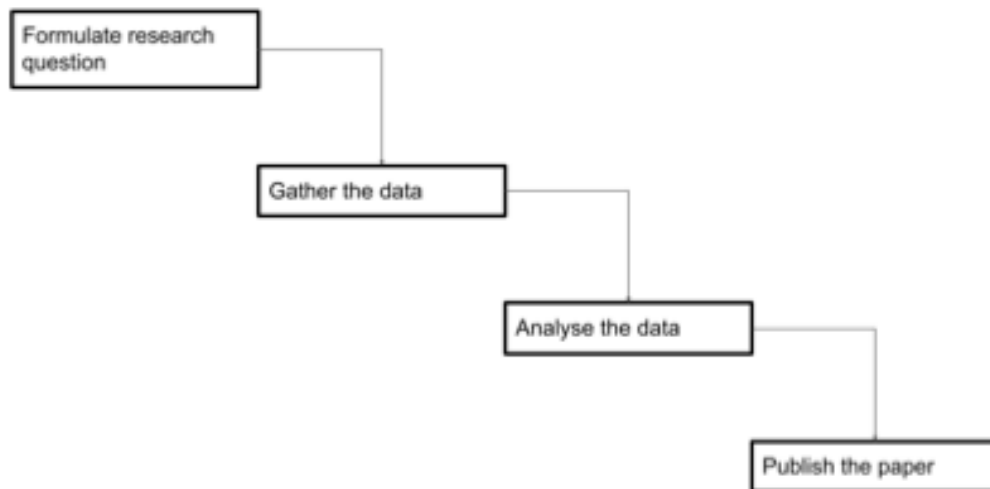 Formulate research
question
Gather the data
Analyse the data
Publish the paper